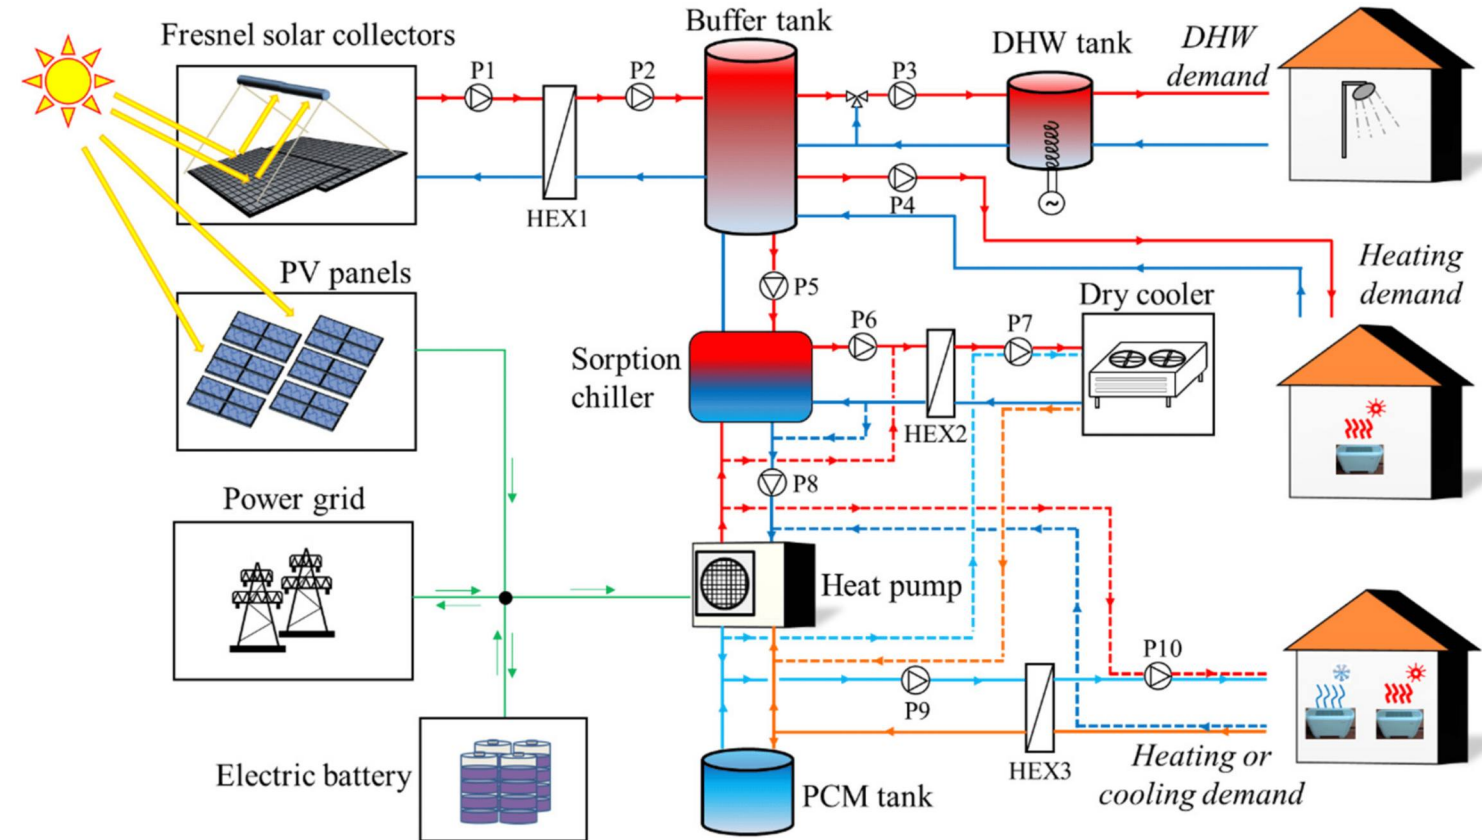 Fresnel solar collectors
P1
P2
HEX1
Buffer tank
P3
DHW tank
DHW
demand
P4
~
PV panels
P5
Heating
demand
Dry cooler
P6
P7
Sorption
chiller
HEX2
P8
Power grid
Heat pump
P10
P9
HEX3
Heating or
cooling demand
Electric battery
PCM tank